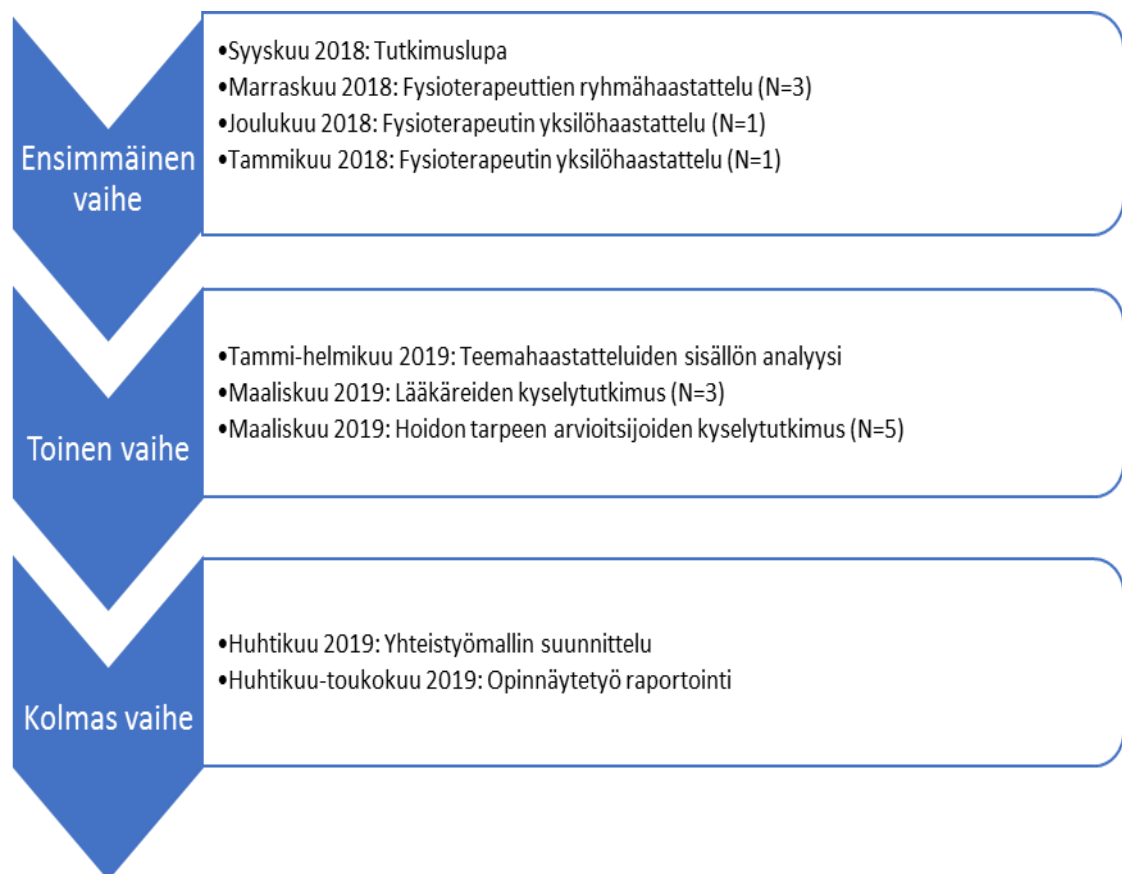 Ensimmäinen
vaihe
•Syyskuu 2018: Tutkimuslupa
•Marraskuu 2018: Fysioterapeuttien ryhmähaastattelu (N=3)
•Joulukuu 2018: Fysioterapeutin yksilöhaastattelu (N=1)
•Tammikuu 2018: Fysioterapeutin yksilöhaastattelu (N=1)
Toinen vaihe
•Tammi-helmikuu 2019: Teemahaastatteluiden sisällön analyysi
•Maaliskuu 2019: Lääkäreiden kyselytutkimus (N=3)
•Maaliskuu 2019: Hoidon tarpeen arvioitsijoiden kyselytutkimus (N=5)
Kolmas vaihe
•Huhtikuu 2019: Yhteistyömallin suunnittelu
•Huhtikuu-toukokuu 2019: Opinnäytetyö raportointi